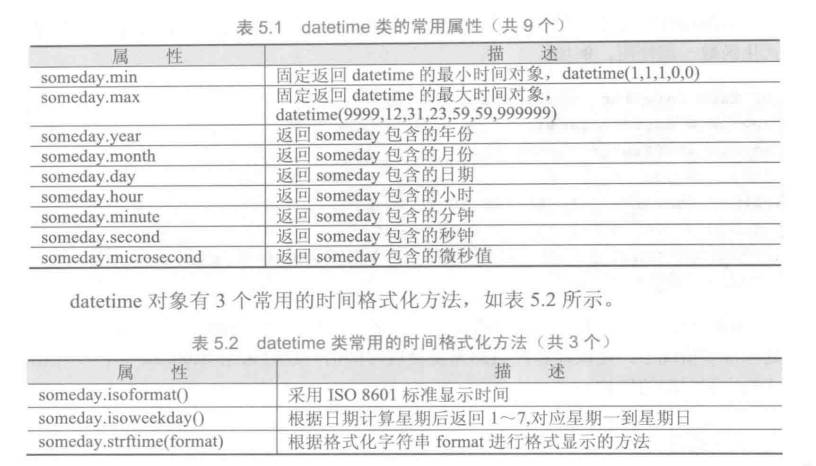 表 5.1 datetime 类的常用属性（共 9 个）
属 性 描 述
someday.min 固定返回 datetime 的最小时间对象，datetime(1,1,1,0,0)
someday.max 固定返回 datetime 的最大时间对象，
datetime(9999,12,31,23,59,59,999999)
someday.year 返回 someday 包含的年份
someday.month 返回 someday 包含的月份
someday.day 返回 someday 包含的日期
someday.hour 返回 someday 包含的小时
someday.minute 返回 someday 包含的分钟
someday.second 返回 someday 包含的秒钟
someday.microsecond 返回 someday 包含的微秒值
datetime 对象有 3 个常用的时间格式化方法，如表 5.2 所示。
表 5.2 datetime 类常用的时间格式化方法（共 3 个）
属 性 描 述
someday.isoformat() 采用 ISO 8601 标准显示时间
someday.isoweekday() 根据日期计算星期后返回 1～7,对应星期一到星期日
someday.strftime(format) 根据格式化字符串 format 进行格式显示的方法